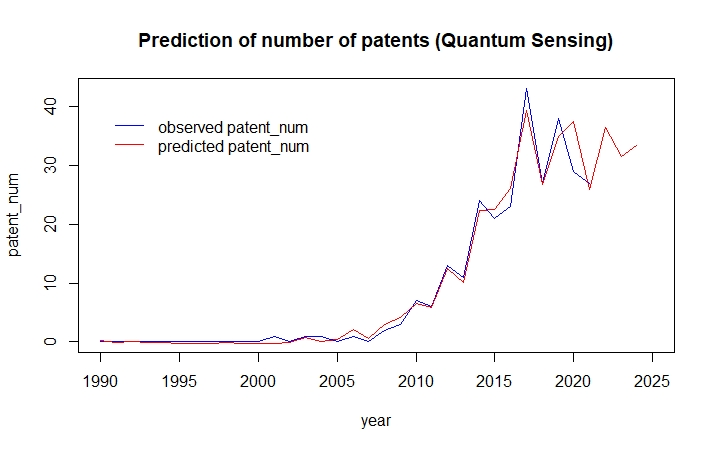 Prediction of number of patents (Quantum Sensing)
observed patent_num
predicted patent_num
patent_num
40
30
20
10
0
1990 1995 2000 2005 2010 2015 2020 2025
year